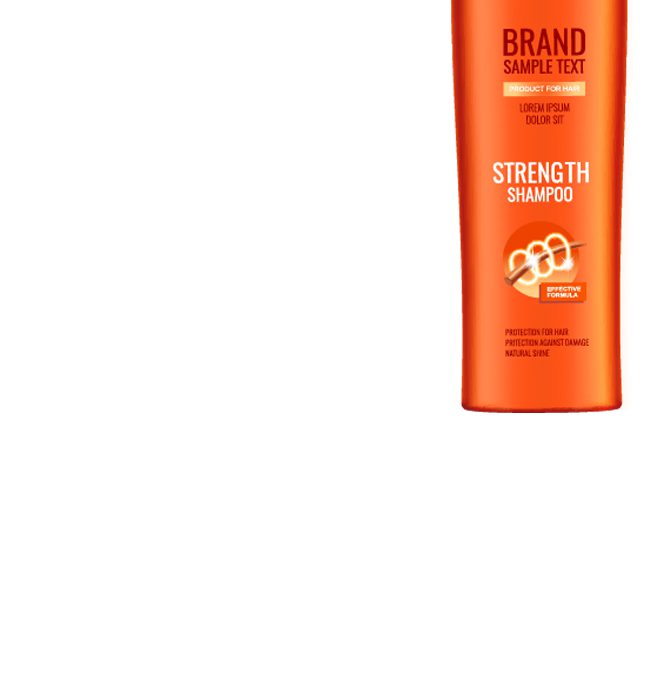 BRAND
SAMPLE TEXT
PRODUCT FOR HAIR
LOREM IPSUM
DOLOR SIT
STRENGTH
SHAMPOO
EFFECTIVE
FORMULA
PROTECTION FOR HAIR
PRITECTION AGAINST DAMAGE
NATURAL SHINE